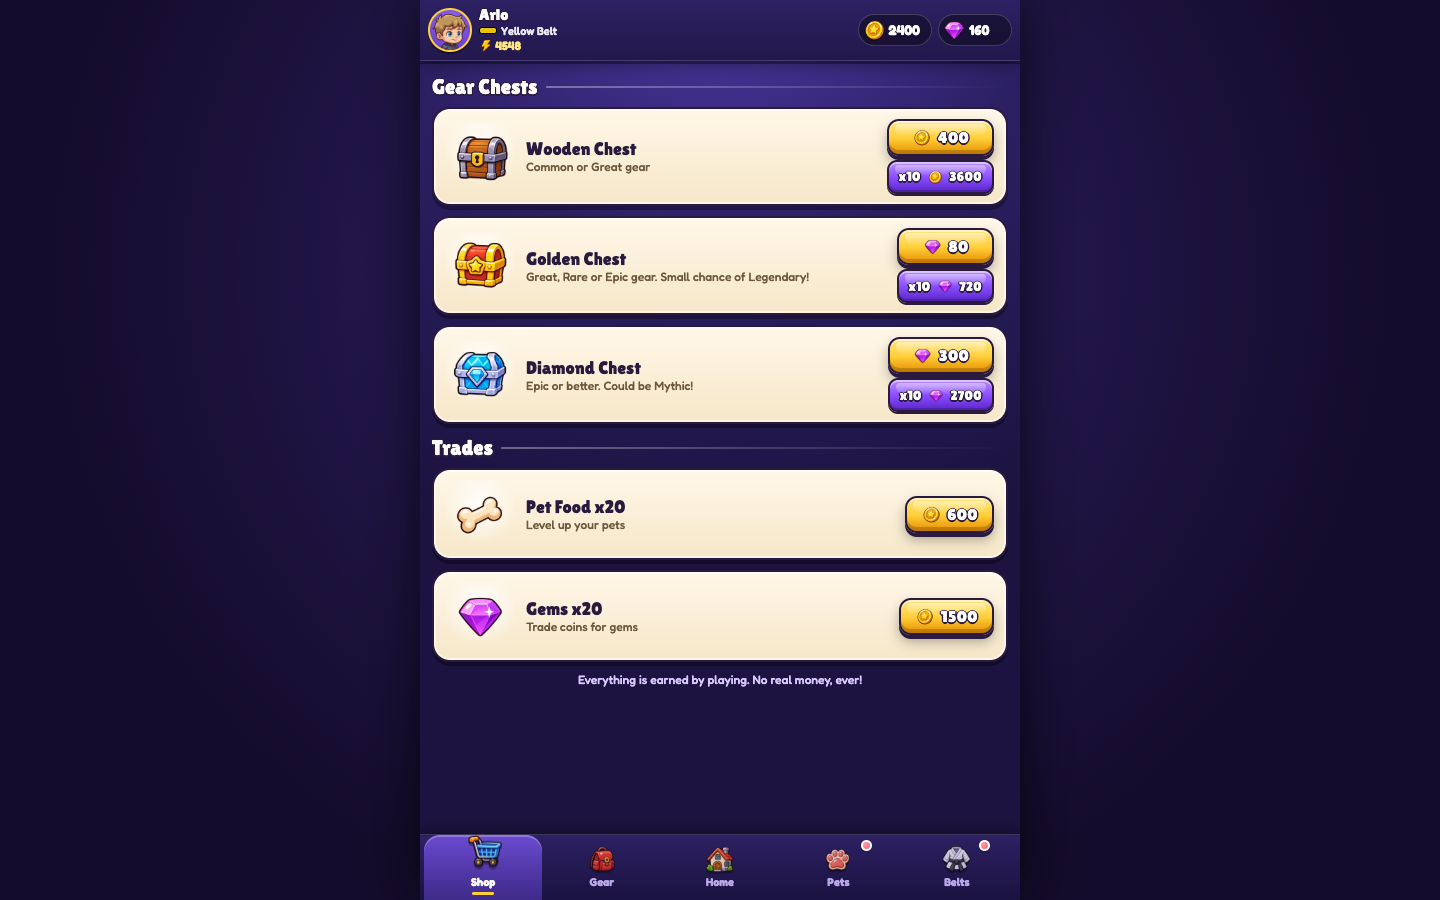 Arlo
Yellow Belt
4548
2400
160
Gear Chests
Wooden Chest
Common or Great gear
400
x10 3600
Golden Chest
Great, Rare or Epic gear. Small chance of Legendary!
80
x10 720
Diamond Chest
Epic or better. Could be Mythic!
300
x10 2700
Trades
Pet Food x20
Level up your pets
600
Gems x20
Trade coins for gems
1500
Everything is earned by playing. No real money, ever!
Shop
Gear
Home
Pets
Belts